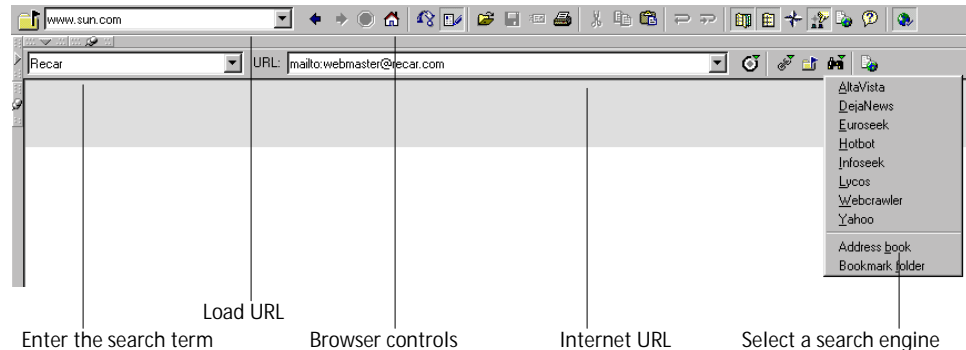 www.sun.com
Recar
URL: mailto:webmaster@recar.com
AltaVista
DejaNews
Euroseek
Hotbot
Infoseek
Lycos
Webcrawler
Yahoo
Address book
Bookmark folder
Load URL
Enter the search term Browser controls Internet URL Select a search engine